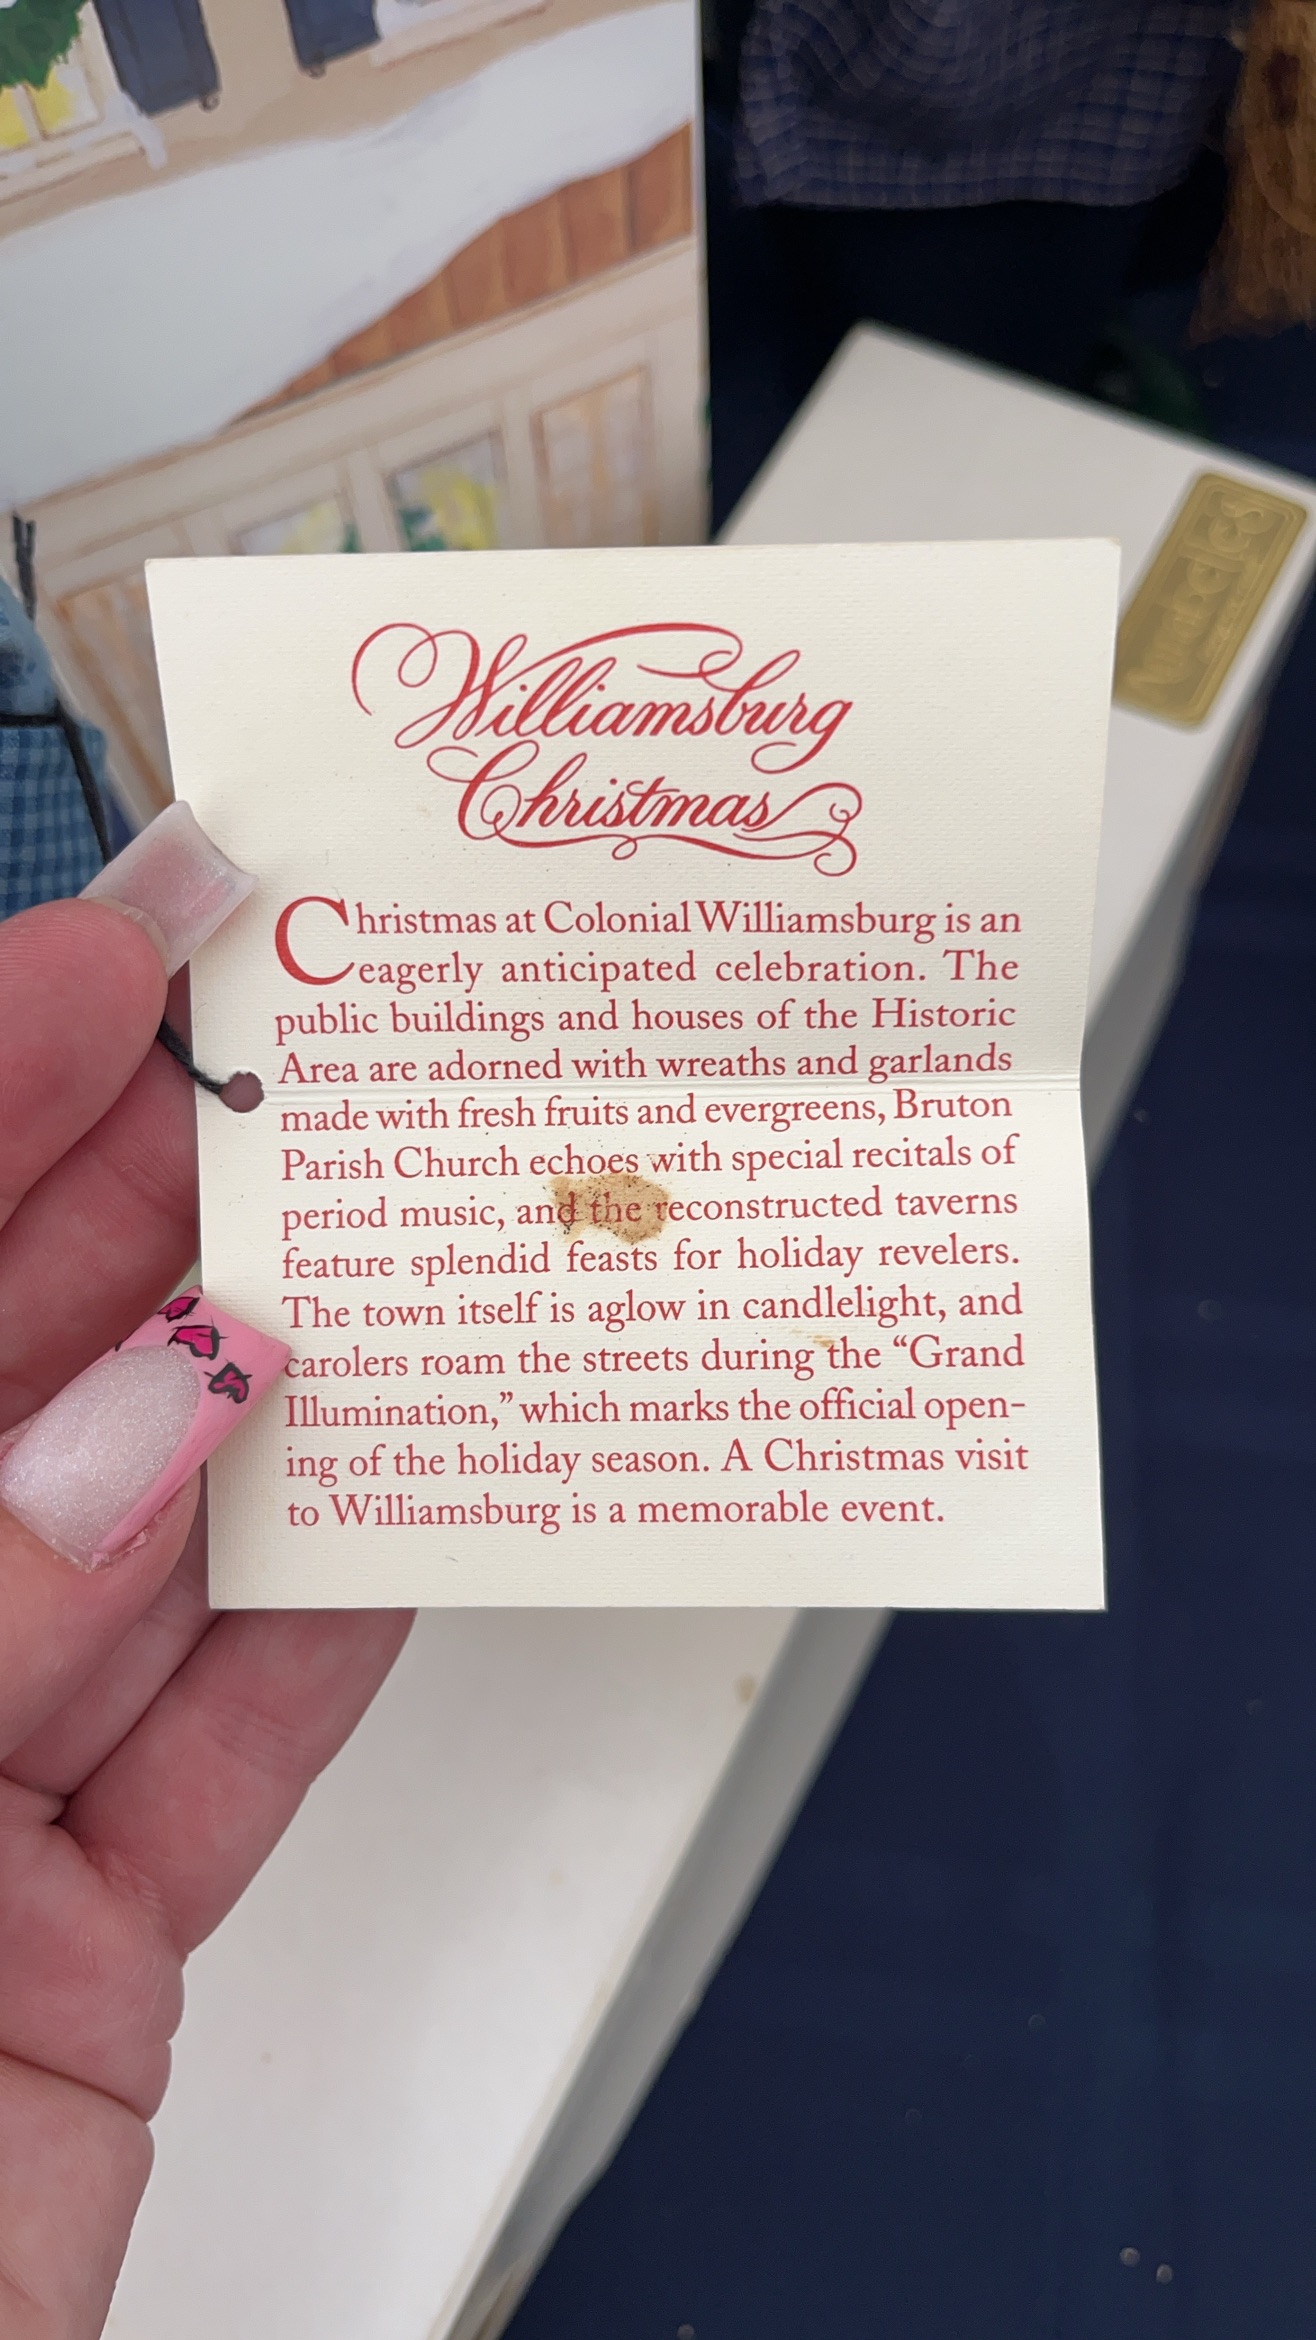 Williamsburg
Christmas
Christmas at Colonial Williamsburg is an
eagerly anticipated celebration. The
public buildings and houses of the Historic
Area are adorned with wreaths and garlands
made with fresh fruits and evergreens, Bruton
Parish Church echoes with special recitals of
period music, and the reconstructed taverns
feature splendid feasts for holiday revelers.
The town itself is aglow in candlelight, and
carolers roam the streets during the “Grand
Illumination,” which marks the official open-
ing of the holiday season. A Christmas visit
to Williamsburg is a memorable event.